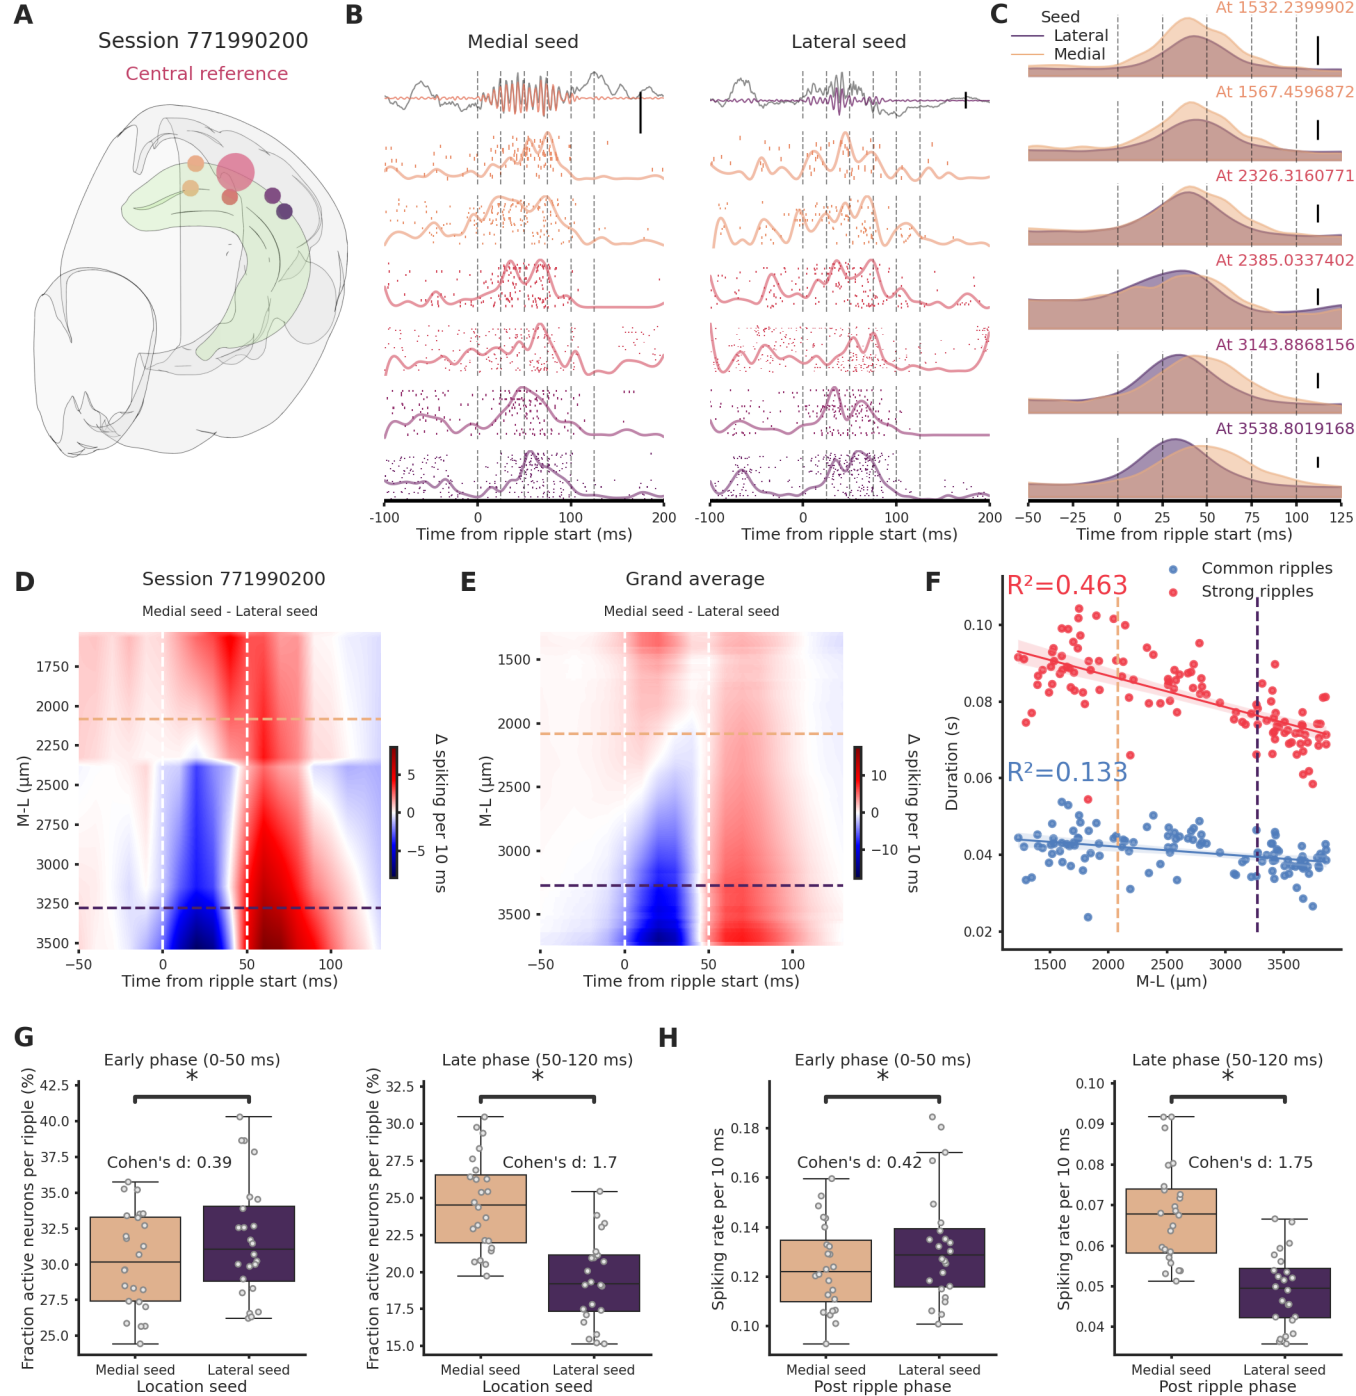 A
Session 771990200
Central reference
B
Medial seed
Lateral seed
-100
0
100
200
Time from ripple start (ms)
-100
0
100
200
Time from ripple start (ms)
C
Seed
Lateral
Medial
At 1532.2399902
At 1567.4596872
At 2326.3160771
At 2385.0337402
At 3143.8868156
At 3538.8019168
−50
−25
0
25
50
75
100
125
Time from ripple start (ms)
D
Session 771990200
Medial seed - Lateral seed
M-L (µm)
1750
2000
2250
2500
2750
3000
3250
3500
−50
0
50
100
Time from ripple start (ms)
5
0
−5
Δ spiking per 10 ms
E
Grand average
Medial seed - Lateral seed
M-L (µm)
1500
2000
2500
3000
3500
−50
0
50
100
Time from ripple start (ms)
10
0
−10
Δ spiking per 10 ms
F
Common ripples
Strong ripples
R²=0.463
R²=0.133
Duration (s)
0.10
0.08
0.06
0.04
0.02
1500
2000
2500
3000
3500
M-L (µm)
G
Early phase (0-50 ms)
*
Cohen's d: 0.39
Fraction active neurons per ripple (%)
42.5
40.0
37.5
35.0
32.5
30.0
27.5
25.0
Medial seed
Lateral seed
Location seed
Late phase (50-120 ms)
*
Cohen's d: 1.7
Fraction active neurons per ripple (%)
32.5
30.0
27.5
25.0
22.5
20.0
17.5
15.0
Medial seed
Lateral seed
Location seed
H
Early phase (0-50 ms)
*
Cohen's d: 0.42
Spiking rate per 10 ms
0.18
0.16
0.14
0.12
0.10
Medial seed
Lateral seed
Post ripple phase
Late phase (50-120 ms)
*
Cohen's d: 1.75
Spiking rate per 10 ms
0.10
0.09
0.08
0.07
0.06
0.05
0.04
Medial seed
Lateral seed
Post ripple phase